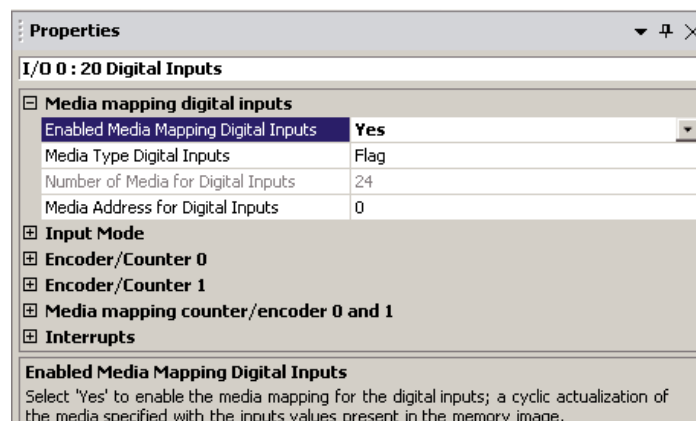 Properties
I/O 0 : 20 Digital Inputs
Media mapping digital inputs
Enabled Media Mapping Digital Inputs Yes
Media Type Digital Inputs Flag
Number of Media for Digital Inputs 24
Media Address for Digital Inputs 0
Input Mode
Encoder/Counter 0
Encoder/Counter 1
Media mapping counter/encoder 0 and 1
Interrupts
Enabled Media Mapping Digital Inputs
Select 'Yes' to enable the media mapping for the digital inputs; a cyclic actualization of
the media specified with the inputs values present in the memory image.